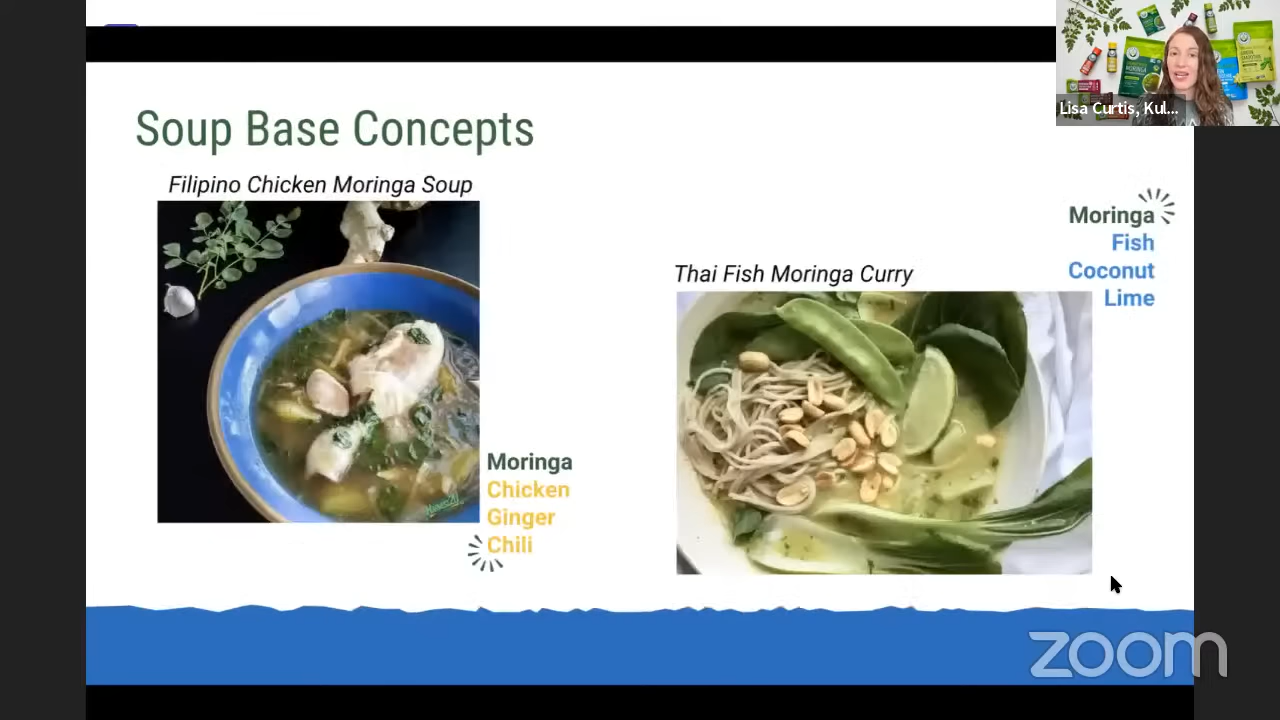 Soup Base Concepts
Filipino Chicken Moringa Soup
Moringa
Chicken
Ginger
Chili
Thai Fish Moringa Curry
Moringa
Fish
Coconut
Lime
Lisa Curtis, Kul...
MORINGA
zoom